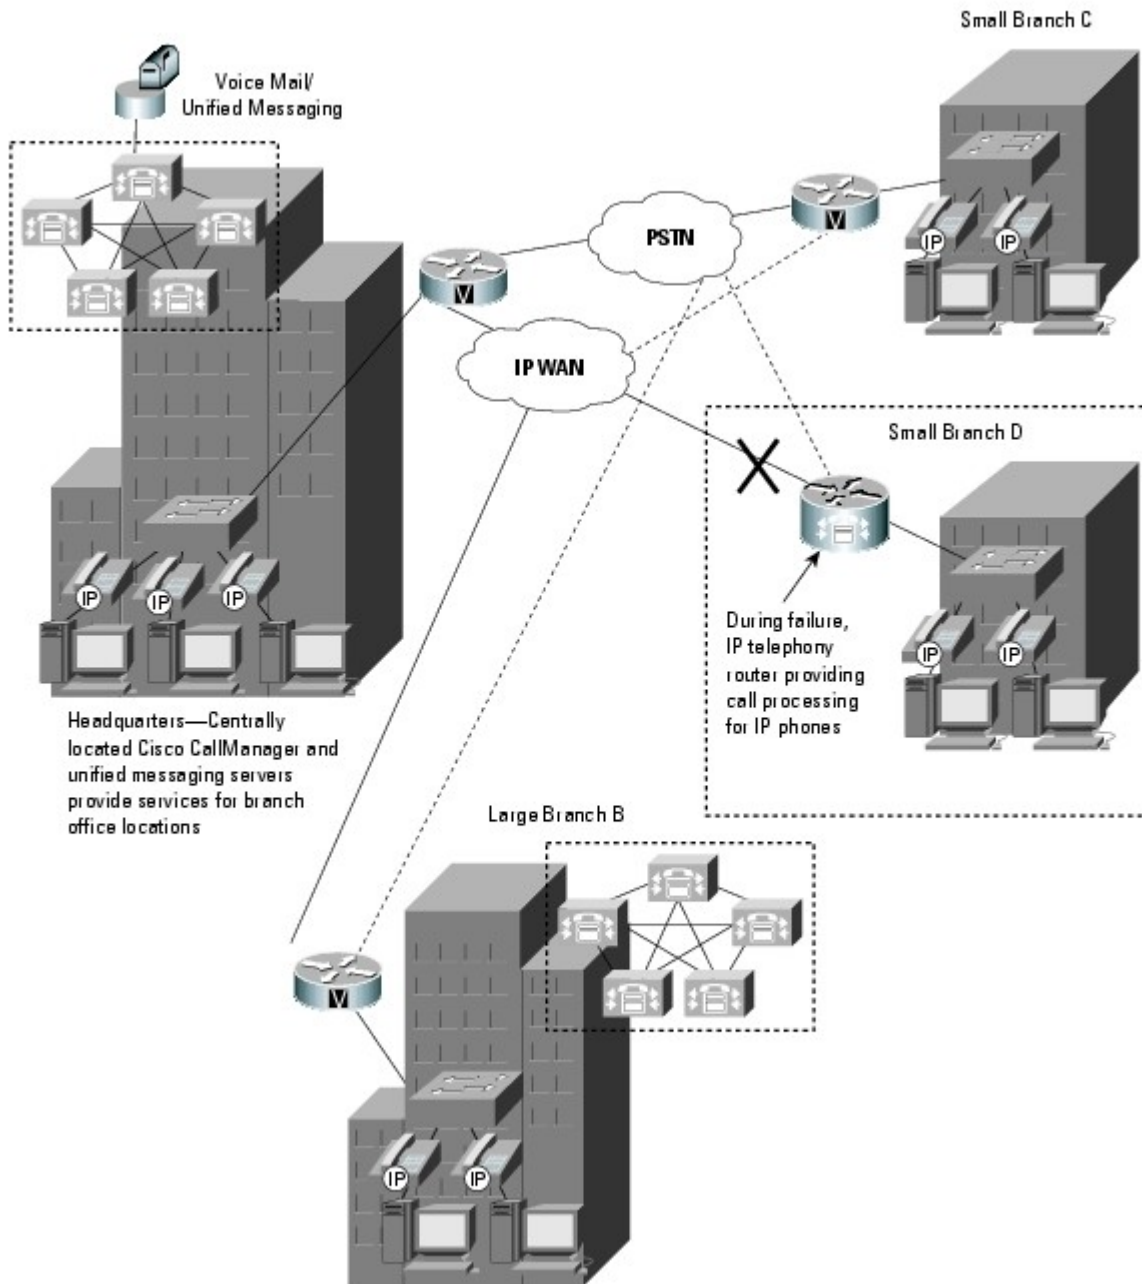 Small Branch C
Voice Mail/
Unified Messaging
PSTN
V
V
IP
IP
IP WAN
Small Branch D
IP
IP
IP
During failure,
IP telephony
router providing
call processing
for IP phones
IP
IP
Headquarters—Centrally
located Cisco CallManager and
unified messaging servers
provide services for branch
office locations
Large Branch B
V
IP
IP